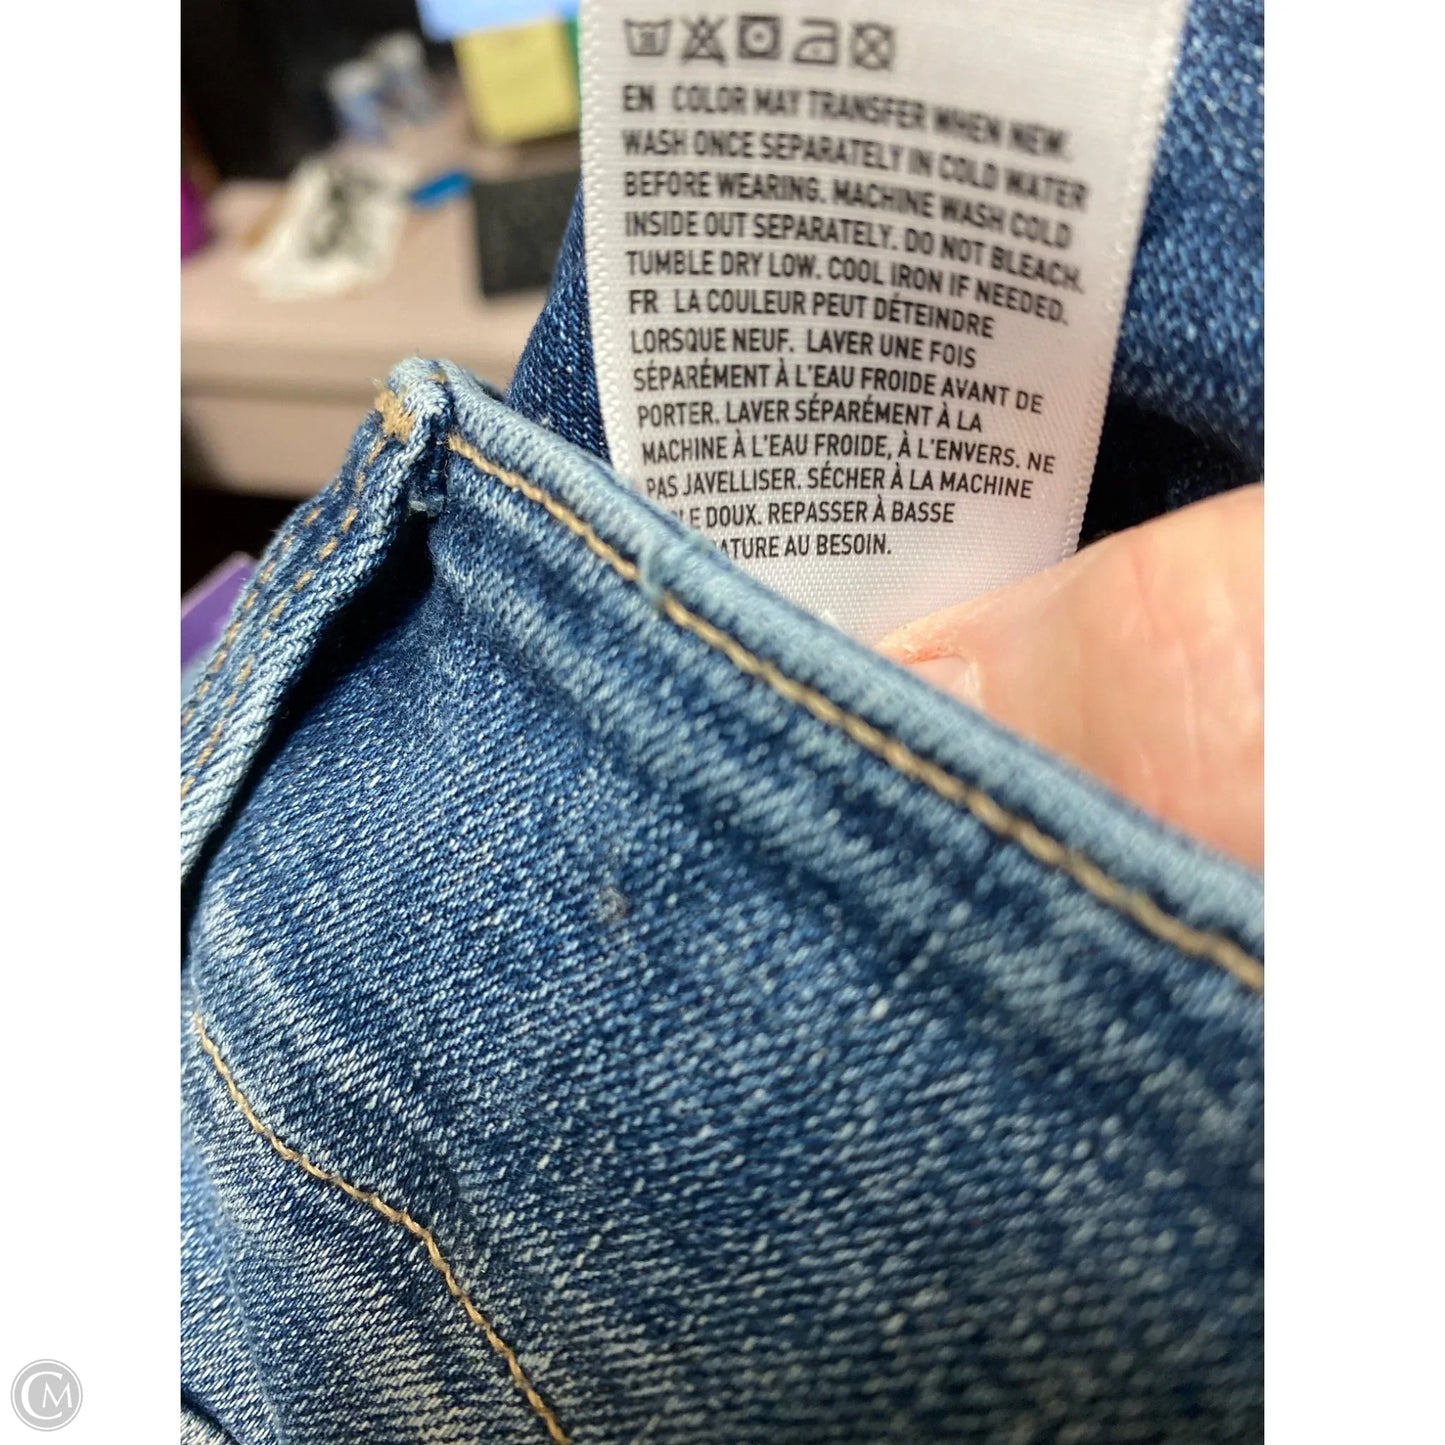 EN COLOR MAY TRANSFER WHEN NEW.
WASH ONCE SEPARATELY IN COLD WATER
BEFORE WEARING. MACHINE WASH COLD
INSIDE OUT SEPARATELY. DO NOT BLEACH.
TUMBLE DRY LOW. COOL IRON IF NEEDED.
FR LA COULEUR PEUT DÉTEINDRE
LORSQUE NEUF. LAVER UNE FOIS
SÉPARÉMENT À L'EAU FROIDE AVANT DE
PORTER. LAVER SÉPARÉMENT À LA
MACHINE À L'EAU FROIDE, À L'ENVERS. NE
PAS JAVELLISER. SÉCHER À LA MACHINE
LE DOUX. REPASSER À BASSE
ATURE AU BESOIN.
CM